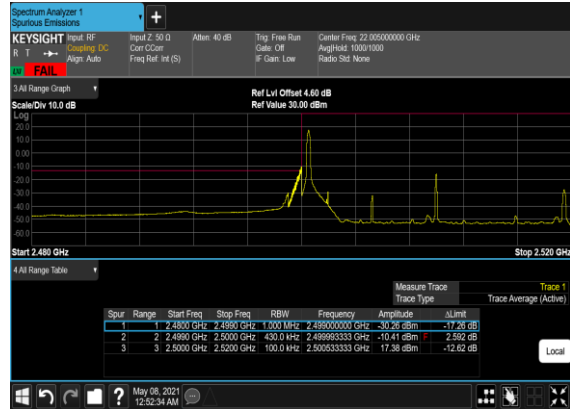 Spectrum Analyzer 1
Spurious Emissions
KEYSIGHT Input: RF Input Z: 50 Ω Atten: 40 dB Trig: Free Run Center Freq: 22.005000000 GHz
R T Coupling: DC Corr CCorr Gate: Off Avg|Hold: 1000/1000
Align: Auto Freq Ref: Int (S) IF Gain: Low Radio Std: None
FAIL
3 All Range Graph
Ref Lvl Offset 4.60 dB
Scale/Div 10.0 dB Ref Value 30.00 dBm
Log
20.0
10.0
0.00
-10.0
-20.0
-30.0
-40.0
-50.0
-60.0
Start 2.480 GHz Stop 2.520 GHz
4 All Range Table
Measure Trace Trace 1
Trace Type Trace Average (Active)
Spur Range Start Freq Stop Freq RBW Frequency Amplitude ΔLimit
1 1 2.4800 GHz 2.4990 GHz 1.000 MHz 2.499000000 GHz -30.26 dBm -17.26 dB
2 2 2.4990 GHz 2.5000 GHz 430.0 kHz 2.499993333 GHz -10.41 dBm F 2.592 dB
3 3 2.5000 GHz 2.5200 GHz 100.0 kHz 2.500533333 GHz 17.38 dBm -12.62 dB
Local
? May 08, 2021
12:52:34 AM